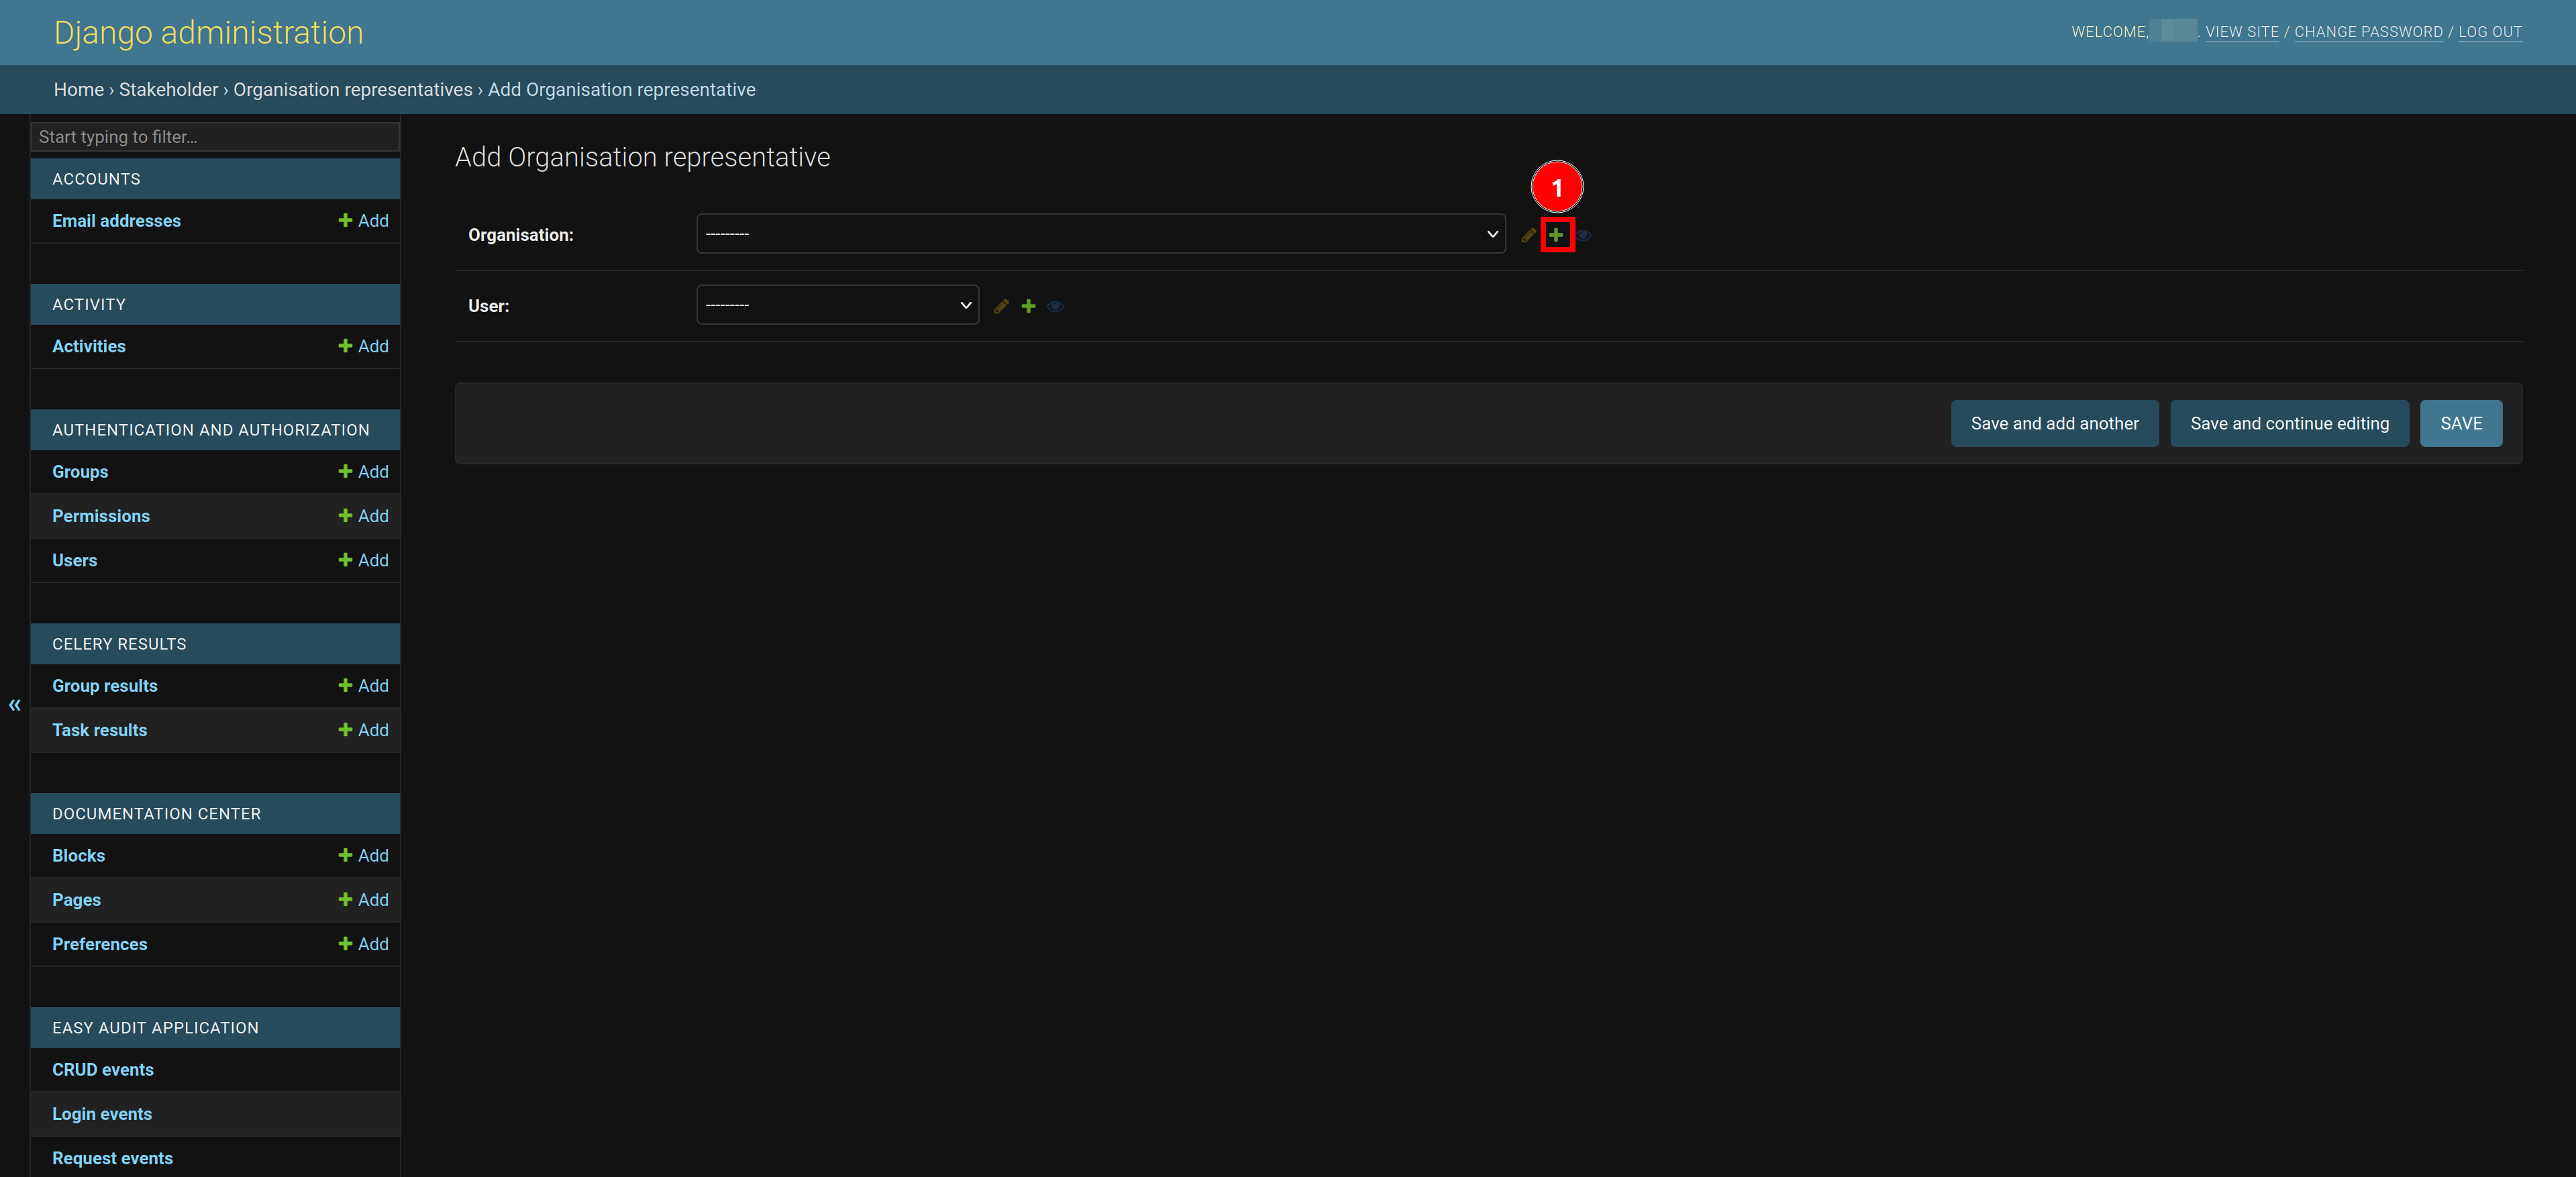 Django administration
WELCOME, . VIEW SITE / CHANGE PASSWORD / LOG OUT
Home › Stakeholder › Organisation representatives › Add Organisation representative
Start typing to filter...
ACCOUNTS
Email addresses + Add
ACTIVITY
Activities + Add
AUTHENTICATION AND AUTHORIZATION
Groups + Add
Permissions + Add
Users + Add
CELERY RESULTS
Group results + Add
Task results + Add
DOCUMENTATION CENTER
Blocks + Add
Pages + Add
Preferences + Add
EASY AUDIT APPLICATION
CRUD events
Login events
Request events
«
Add Organisation representative
1
Organisation: ---------
User: ---------
Save and add another Save and continue editing SAVE